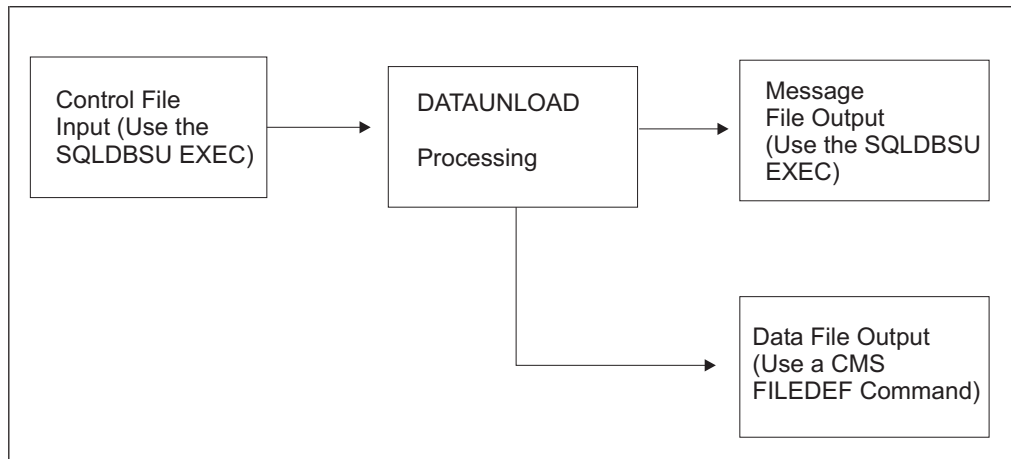 Control File
Input (Use the
SQLDBSU EXEC)
DATAUNLOAD
Processing
Message
File Output
(Use the SQLDBSU
EXEC)
Data File Output
(Use a CMS
FILEDEF Command)